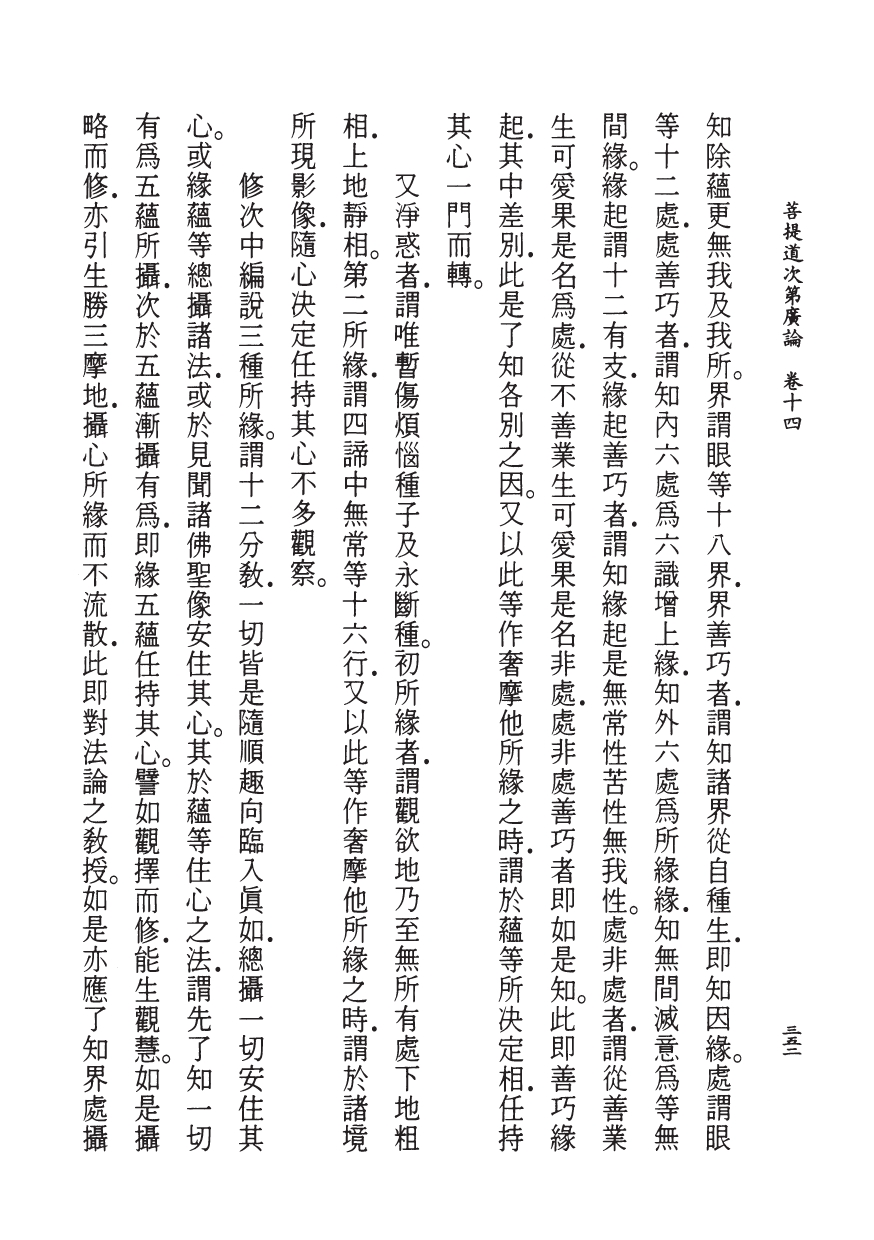 菩提道次第廣論　卷十四
三五二
知除蘊更無我及我所。界謂眼等十八界．界善巧者．謂知諸界從自種生．即知因緣。處謂眼
等十二處．處善巧者．謂知內六處爲六識增上緣．知外六處爲所緣緣．知無間滅意爲等無
間緣。緣起謂十二有支．緣起善巧者．謂知緣起是無常性苦性無我性。處非處者．謂從善業
生可愛果是名爲處．從不善業生可愛果是名非處．處非處善巧者即如是知。此即善巧緣
起．其中差別．此是了知各別之因。又以此等作奢摩他所緣之時．謂於蘊等所決定相．任持
其心一門而轉。
又淨惑者．謂唯暫傷煩惱種子及永斷種。初所緣者．謂觀欲地乃至無所有處下地粗
相．上地靜相。第二所緣．謂四諦中無常等十六行．又以此等作奢摩他所緣之時．謂於諸境
所現影像．隨心決定任持其心不多觀察。
修次中編說三種所緣。謂十二分教．一切皆是隨順趣向臨入眞如．總攝一切安住其
心。或緣蘊等總攝諸法．或於見聞諸佛聖像安住其心。其於蘊等住心之法．謂先了知一切
有爲五蘊所攝．次於五蘊漸攝有爲．即緣五蘊任持其心。譬如觀擇而修．能生觀慧。如是攝
略而修．亦引生勝三摩地．攝心所緣而不流散．此即對法論之教授。如是亦應了知界處攝